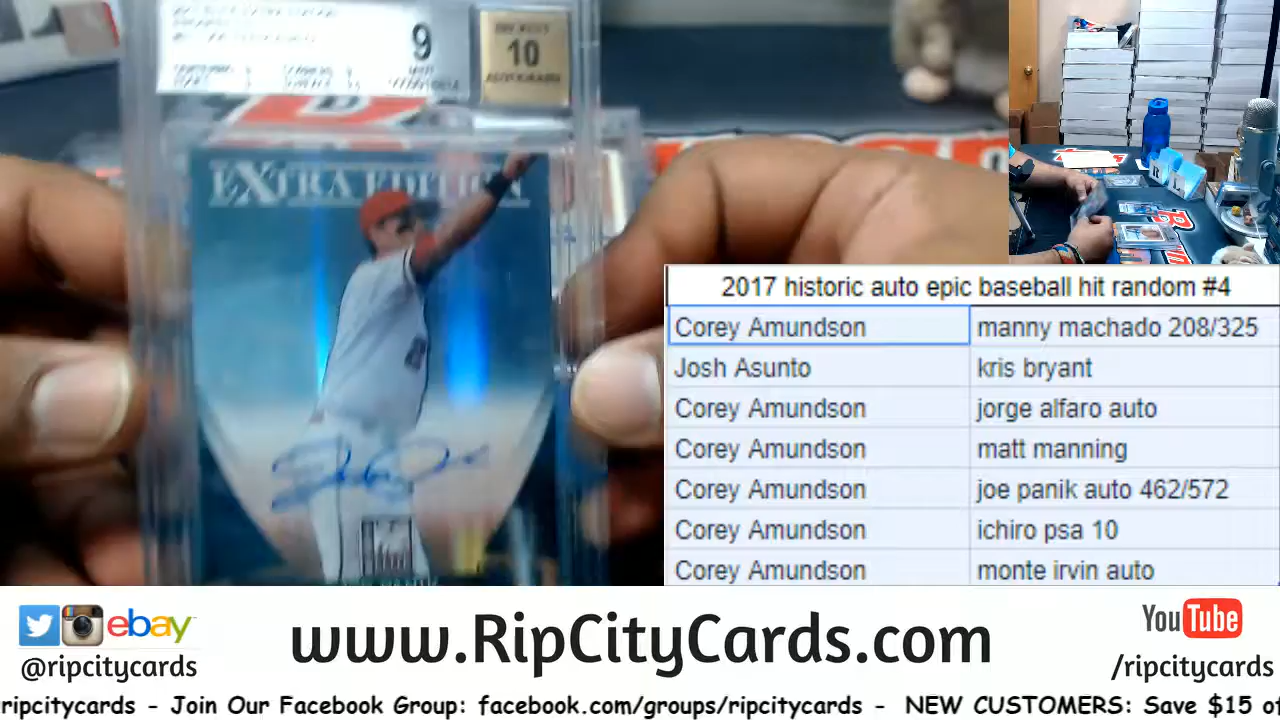 9
MINT
10
AUTOGRAPH
EXTRA EDITION
2017 historic auto epic baseball hit random #4
Corey Amundson manny machado 208/325
Josh Asunto kris bryant
Corey Amundson jorge alfaro auto
Corey Amundson matt manning
Corey Amundson joe panik auto 462/572
Corey Amundson ichiro psa 10
Corey Amundson monte irvin auto
ebay
@ripcitycards
www.RipCityCards.com
YouTube
/ripcitycards
ripcitycards - Join Our Facebook Group: facebook.com/groups/ripcitycards - NEW CUSTOMERS: Save $15 of